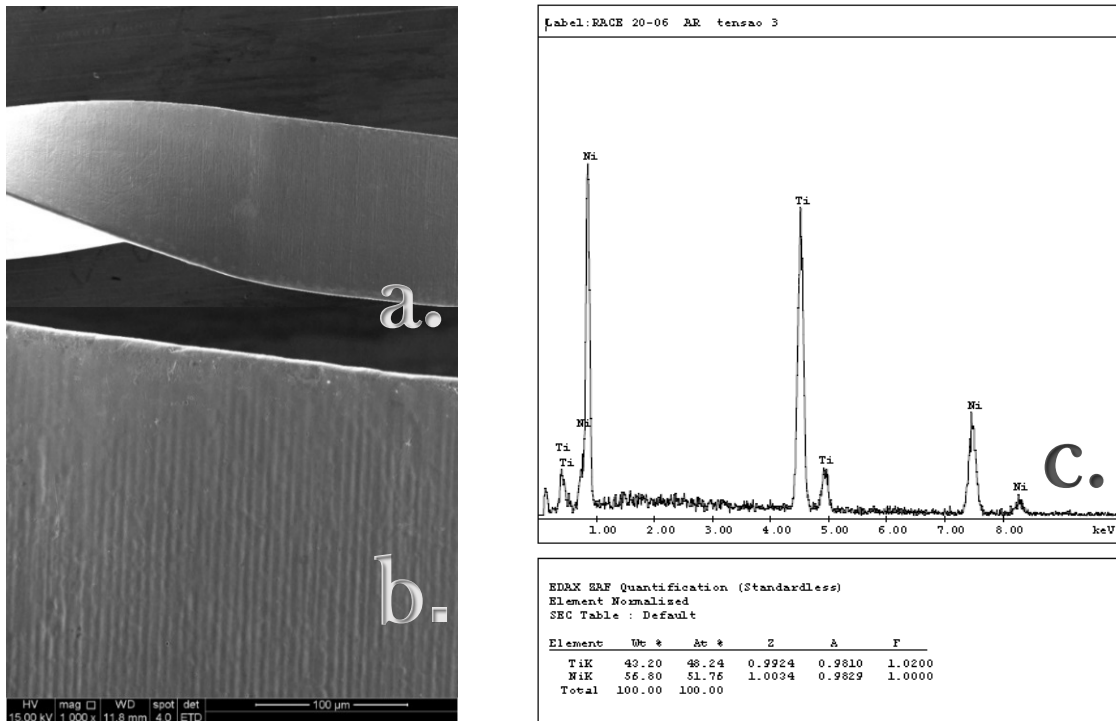 a.
b.
HV mag □ WD spot det
15.00 kV 1 000 x 11.8 mm 4.0 ETD 100 µm
Label:RACE 20-06 AR tensao 3
Ni
Ti
Ni
Ti
Ti
Ti
Ni
Ni
c.
1.00 2.00 3.00 4.00 5.00 6.00 7.00 8.00 keV
EDAX ZAF Quantification (Standardless)
Element Normalized
SEC Table : Default
Element Wt % At % Z A F
TiK 43.20 48.24 0.9924 0.9810 1.0200
NiK 56.80 51.76 1.0034 0.9829 1.0000
Total 100.00 100.00